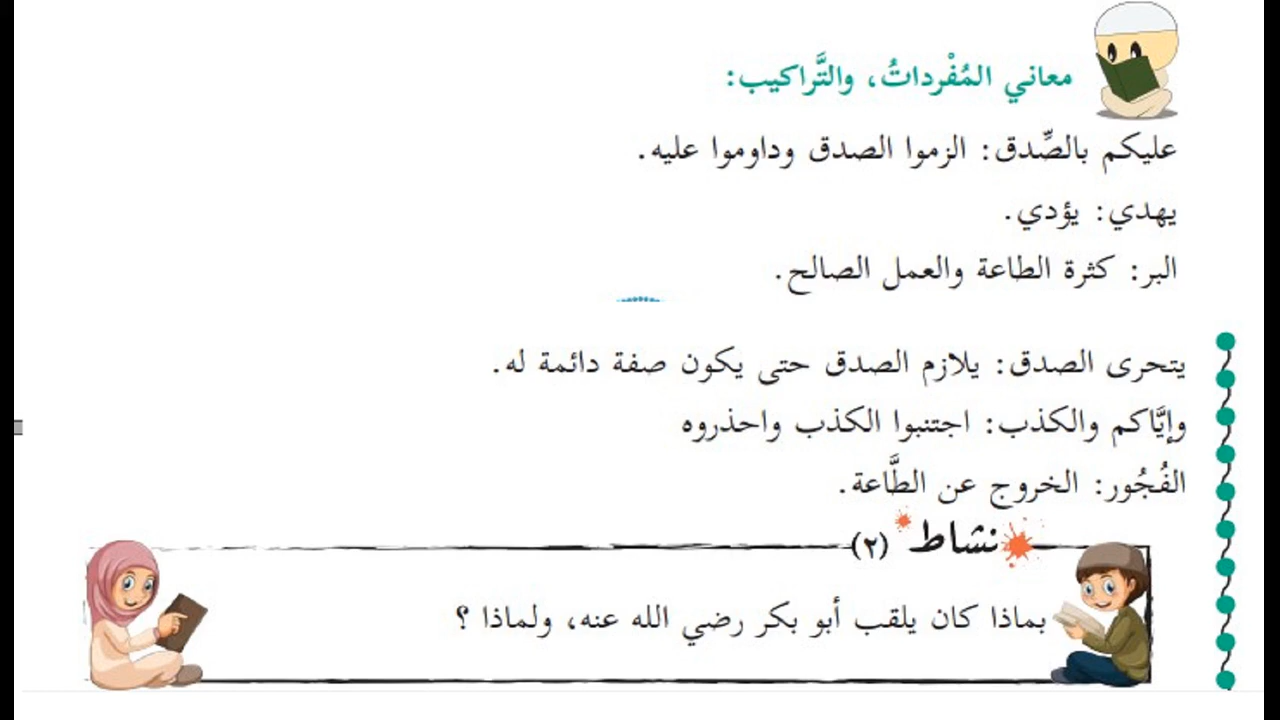 معاني المُفْرداتُ، والتَّراكيب:
عليكم بالصِّدق: الزموا الصدق وداوموا عليه.
يهدي: يؤدي.
البر: كثرة الطاعة والعمل الصالح.
يتحرى الصدق: يلازم الصدق حتى يكون صفة دائمة له.
وإيَّاكم والكذب: اجتنبوا الكذب واحذروه
الفُجُور: الخروج عن الطَّاعة.
نشاط (٢)
بماذا كان يلقب أبو بكر رضي الله عنه، ولماذا ؟